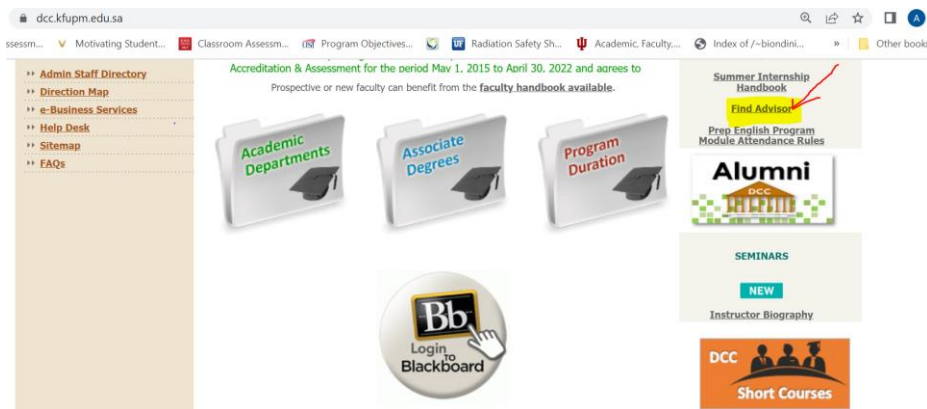 dcc.kfupm.edu.sa
A
ssessm...
Motivating Student...
Classroom Assessm...
Program Objectives...
UF Radiation Safety Sh...
Academic, Faculty,...
Index of /~biondini...
»
Other book
Admin Staff Directory
Direction Map
e-Business Services
Help Desk
Sitemap
FAQs
Accreditation & Assessment for the period May 1, 2015 to April 30, 2022 and agrees to
Prospective or new faculty can benefit from the faculty handbook available.
Academic
Departments
Associate
Degrees
Program
Duration
Bb
Login
TO
Blackboard
Summer Internship
Handbook
Find Advisor
Prep English Program
Module Attendance Rules
Alumni
DCC
SEMINARS
NEW
Instructor Biography
DCC
Short Courses